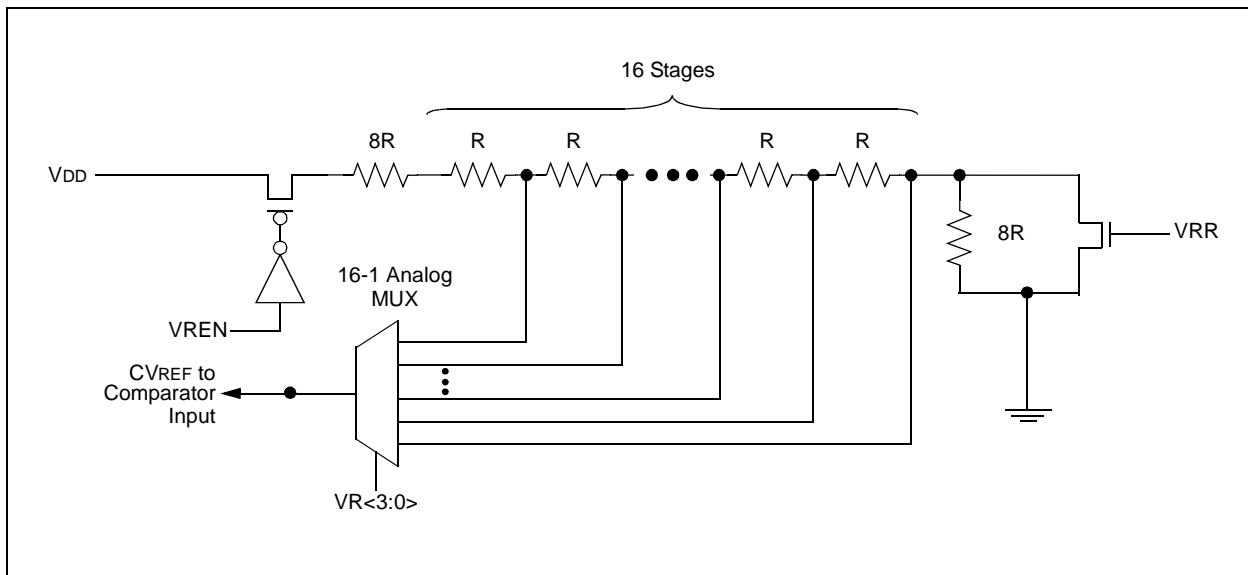 16 Stages
8R
R
R
R
R
VDD
8R
VRR
16-1 Analog
MUX
VREN
CVREF to
Comparator
Input
VR<3:0>